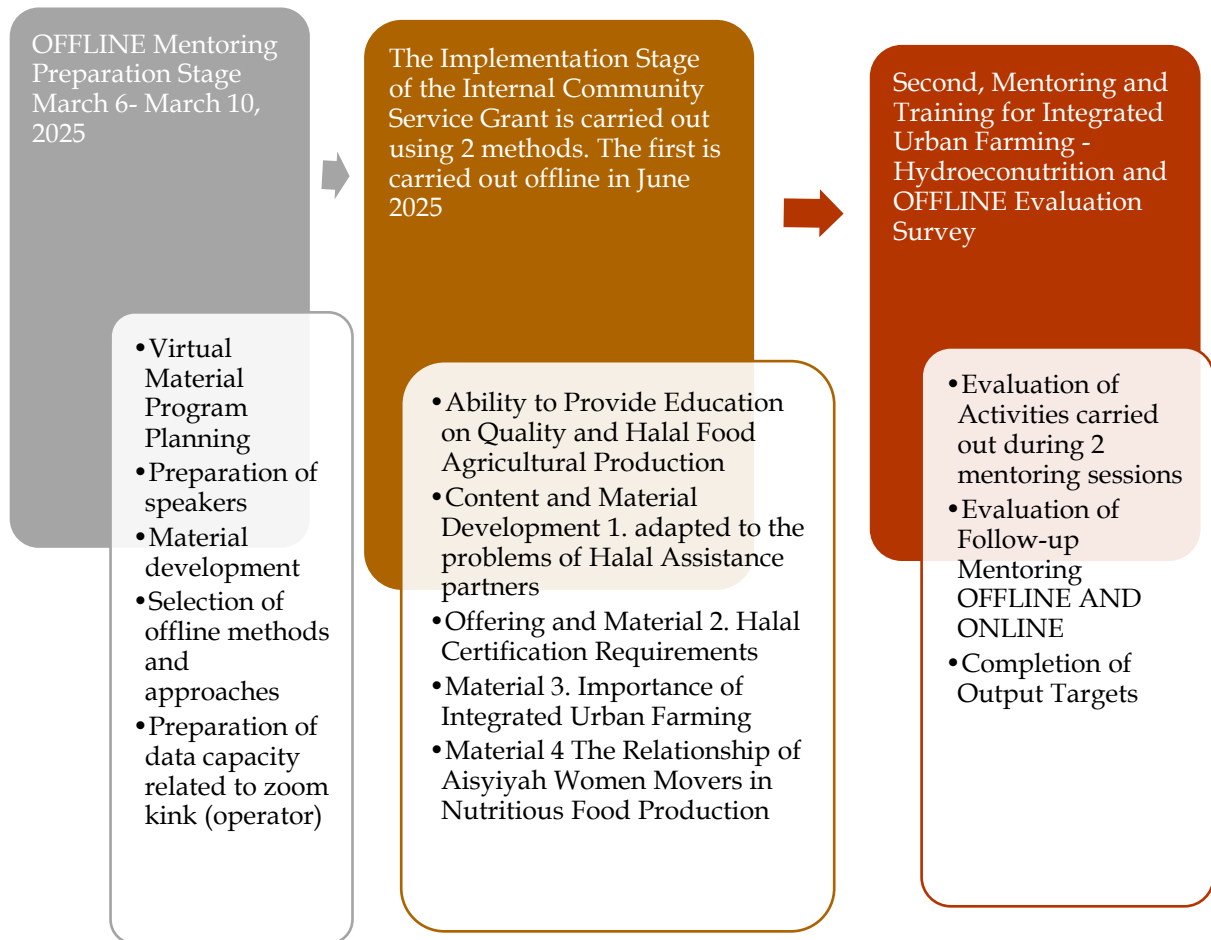 OFFLINE Mentoring
Preparation Stage
March 6- March 10,
2025
•Virtual
Material
Program
Planning
•Preparation of
speakers
•Material
development
•Selection of
offline methods
and
approaches
•Preparation of
data capacity
related to zoom
kink (operator)
The Implementation Stage
of the Internal Community
Service Grant is carried out
using 2 methods. The first is
carried out offline in June
2025
•Ability to Provide Education
on Quality and Halal Food
Agricultural Production
•Content and Material
Development 1. adapted to the
problems of Halal Assistance
partners
•Offering and Material 2. Halal
Certification Requirements
•Material 3. Importance of
Integrated Urban Farming
•Material 4 The Relationship of
Aisyiyah Women Movers in
Nutritious Food Production
Second, Mentoring and
Training for Integrated
Urban Farming -
Hydroeconutrition and
OFFLINE Evaluation
Survey
•Evaluation of
Activities carried
out during 2
mentoring sessions
•Evaluation of
Follow-up
Mentoring
OFFLINE AND
ONLINE
•Completion of
Output Targets